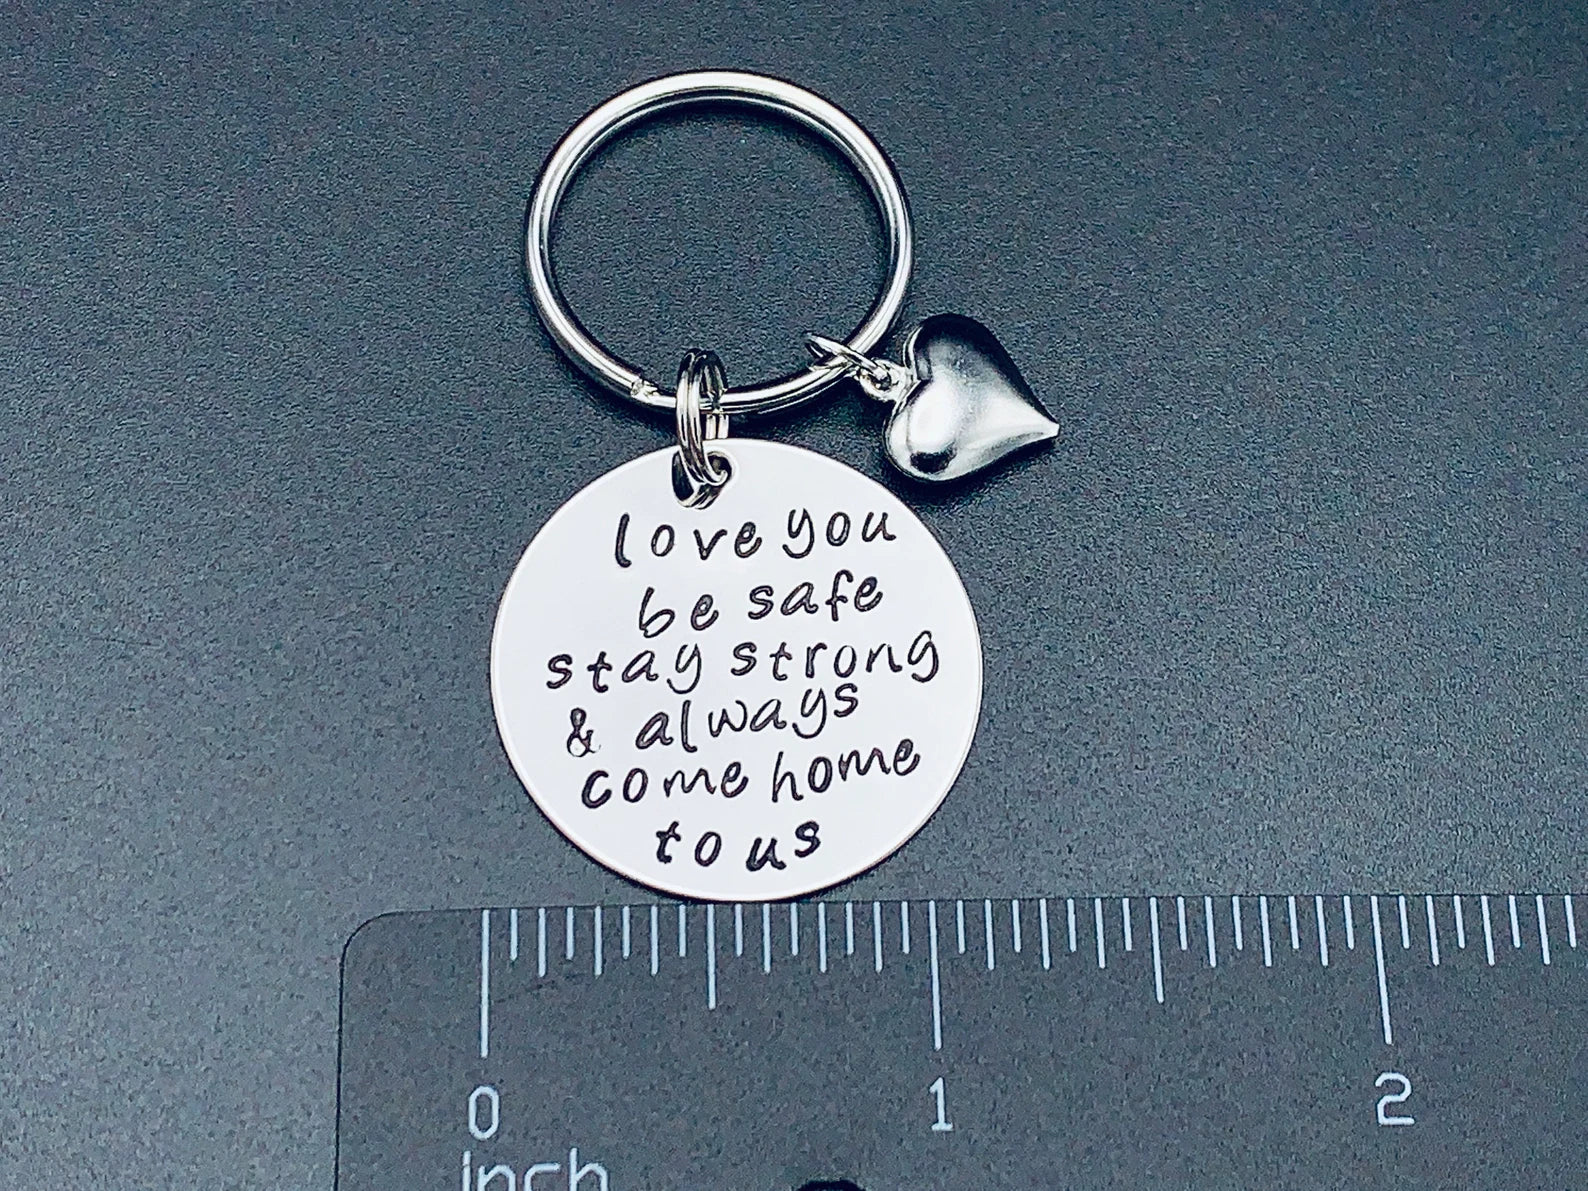 love you
be safe
stay strong
& always
come home
to us
0 1 2
inch